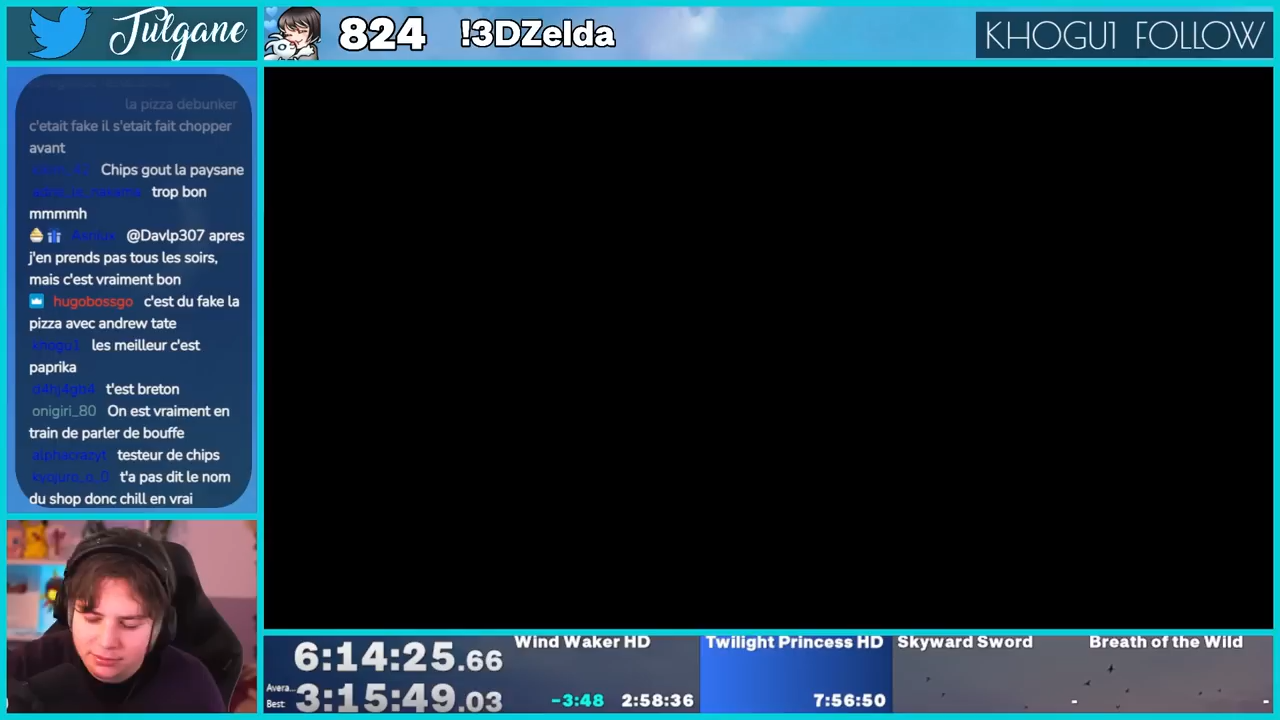 Julgane
824
!3DZelda
KHOGU1 FOLLOW
la pizza debunker
c'etait fake il s'etait fait chopper
avant
Chips gout la paysane
trop bon
mmmmh
@Davlp307 apres
j'en prends pas tous les soirs,
mais c'est vraiment bon
hugobossgo c'est du fake la
pizza avec andrew tate
khogu1 les meilleur c'est
paprika
t'est breton
onigiri_80 On est vraiment en
train de parler de bouffe
alphacrazyt testeur de chips
t'a pas dit le nom
du shop donc chill en vrai
6:14:25.66
Avera...
Best:
3:15:49.03
Wind Waker HD
-3:48 2:58:36
Twilight Princess HD
7:56:50
Skyward Sword
-
Breath of the Wild
-